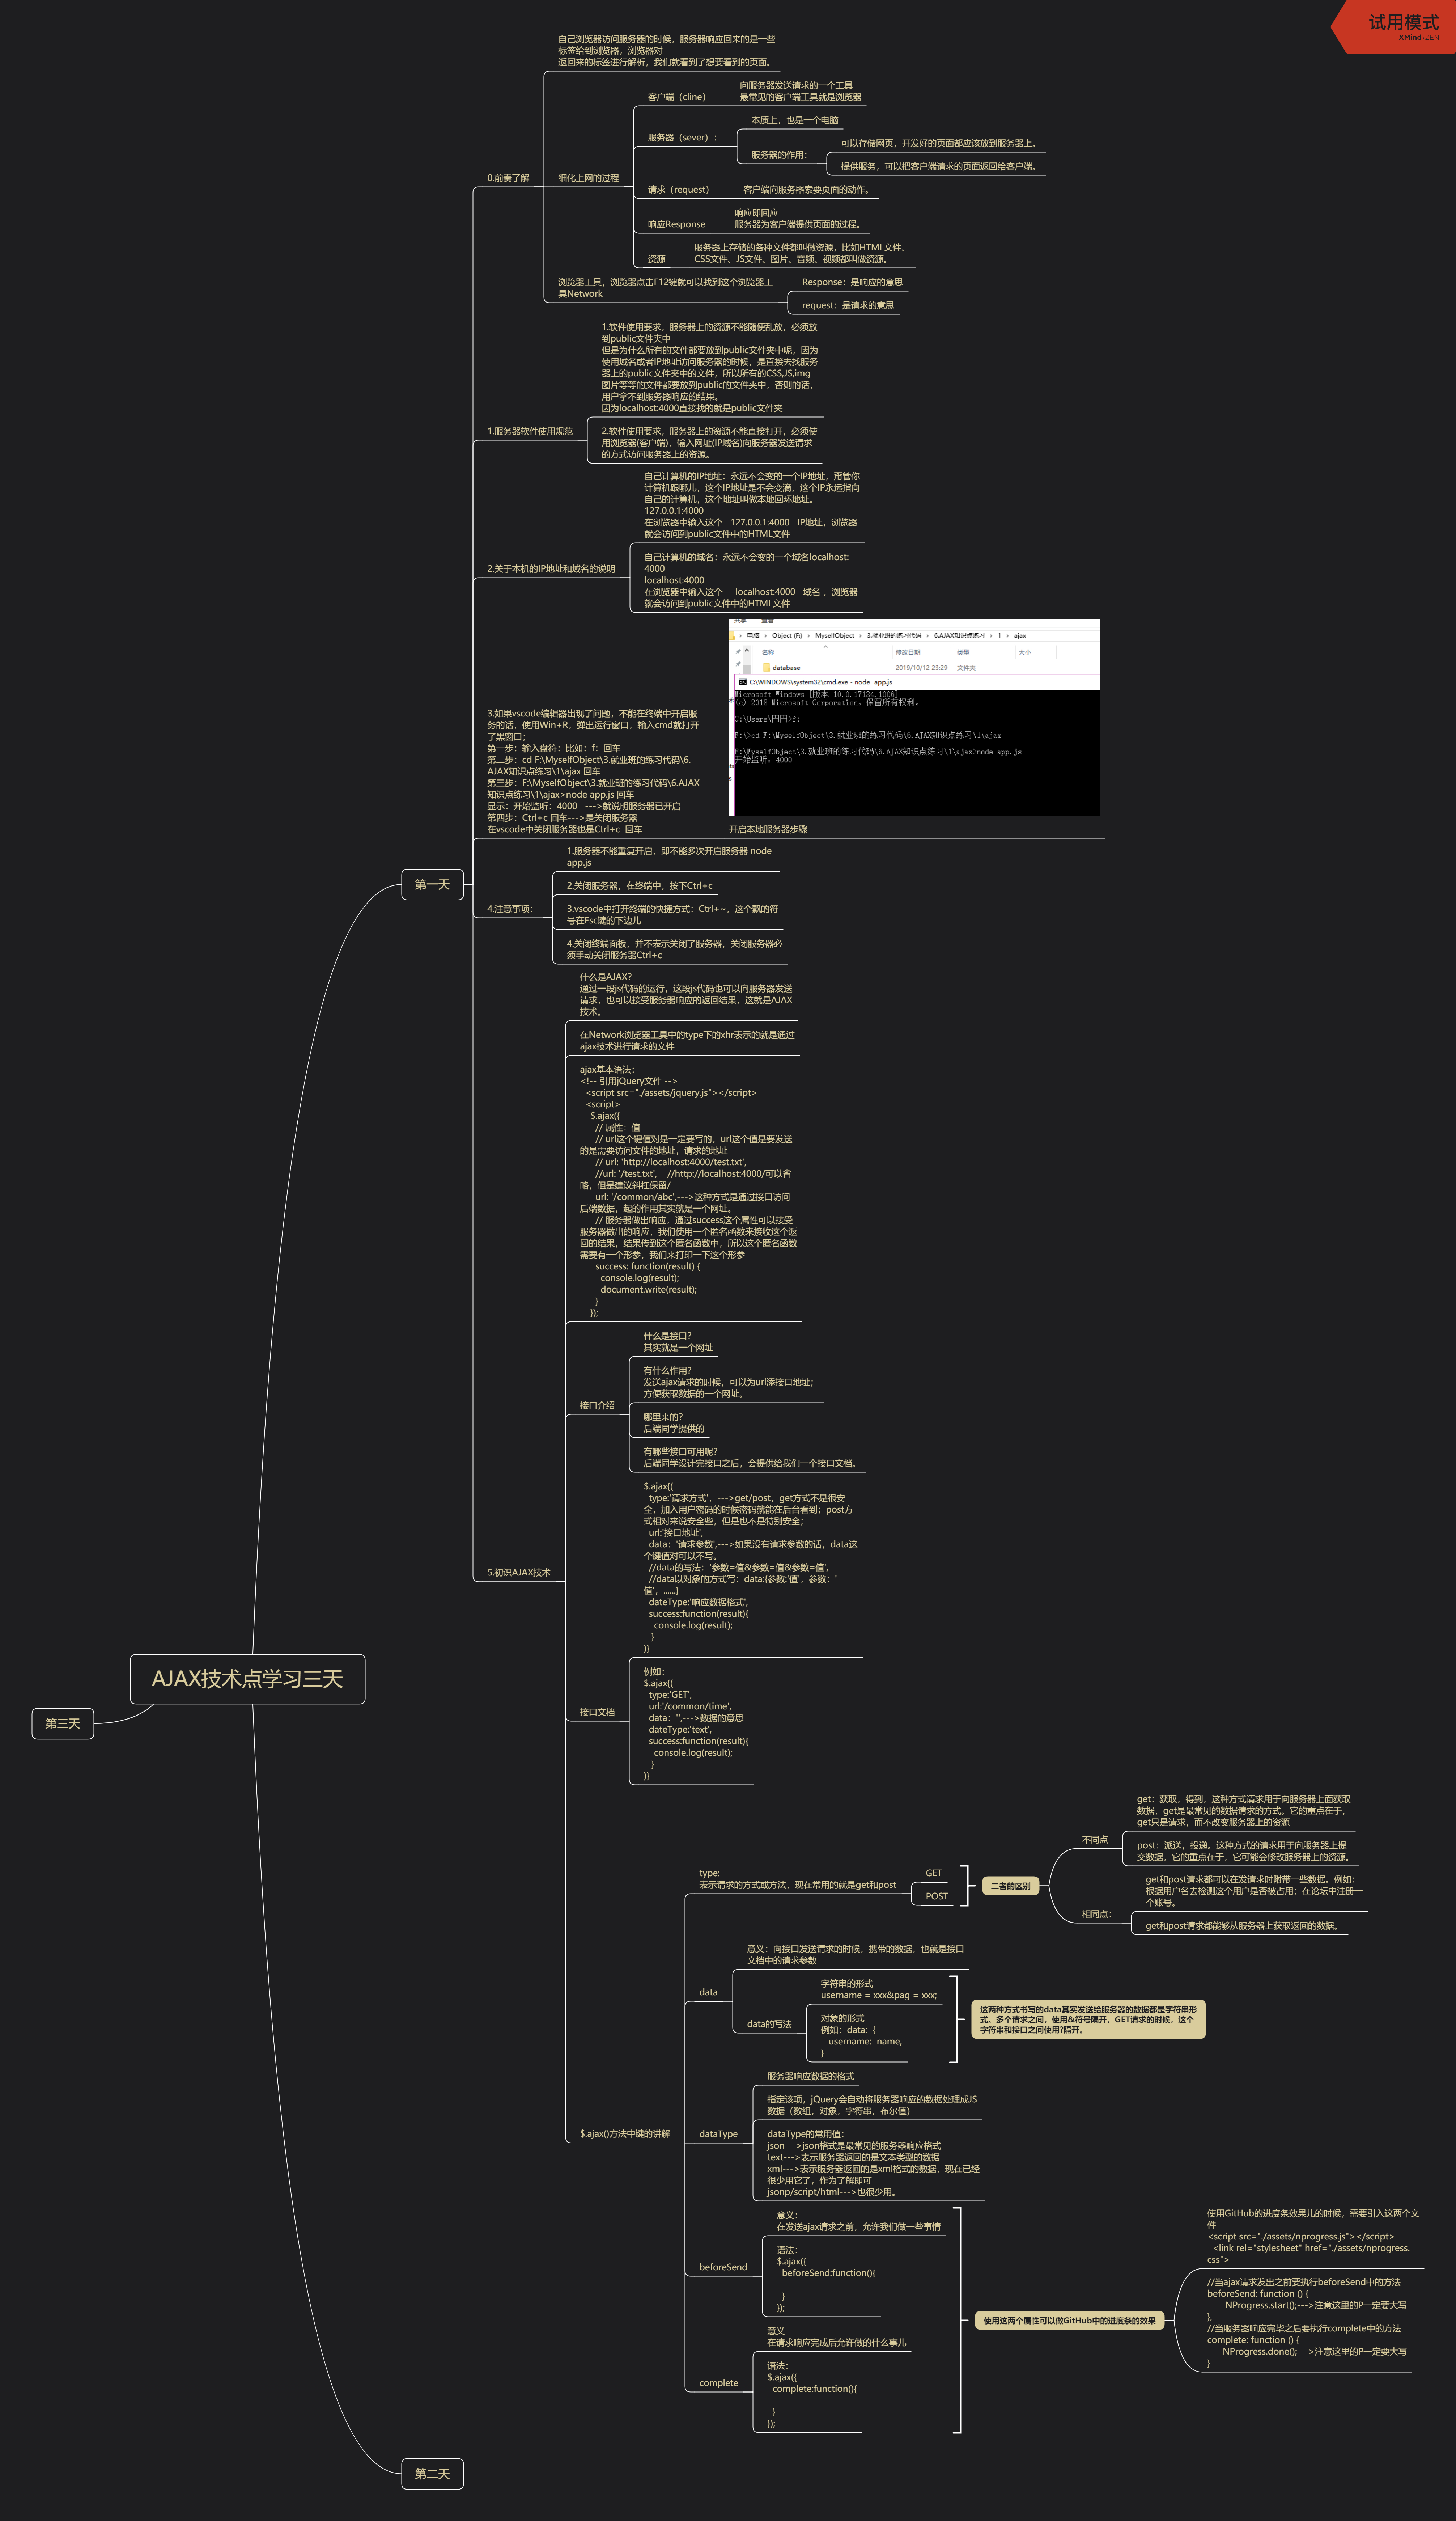 试用模式
XMind:ZEN
自己浏览器访问服务器的时候，服务器响应回来的是一些
标签给到浏览器，浏览器对
返回来的标签进行解析，我们就看到了想要看到的页面。
客户端（cline）
向服务器发送请求的一个工具
最常见的客户端工具就是浏览器
本质上，也是一个电脑
服务器（sever）：
服务器的作用：
可以存储网页，开发好的页面都应该放到服务器上。
提供服务，可以把客户端请求的页面返回给客户端。
0.前奏了解
细化上网的过程
请求（request）
客户端向服务器索要页面的动作。
响应Response
响应即回应
服务器为客户端提供页面的过程。
资源
服务器上存储的各种文件都叫做资源，比如HTML文件、
CSS文件、JS文件、图片、音频、视频都叫做资源。
浏览器工具，浏览器点击F12键就可以找到这个浏览器工
具Network
Response：是响应的意思
request：是请求的意思
1.软件使用要求，服务器上的资源不能随便乱放，必须放
到public文件夹中
但是为什么所有的文件都要放到public文件夹中呢，因为
使用域名或者IP地址访问服务器的时候，是直接去找服务
器上的public文件夹中的文件，所以所有的CSS,JS,img
图片等等的文件都要放到public的文件夹中，否则的话，
用户拿不到服务器响应的结果。
因为localhost:4000直接找的就是public文件夹
1.服务器软件使用规范
2.软件使用要求，服务器上的资源不能直接打开，必须使
用浏览器(客户端)，输入网址(IP域名)向服务器发送请求
的方式访问服务器上的资源。
自己计算机的IP地址：永远不会变的一个IP地址，甭管你
计算机跟哪儿，这个IP地址是不会变滴，这个IP永远指向
自己的计算机，这个地址叫做本地回环地址。
127.0.0.1:4000
在浏览器中输入这个 127.0.0.1:4000 IP地址，浏览器
就会访问到public文件中的HTML文件
2.关于本机的IP地址和域名的说明
自己计算机的域名：永远不会变的一个域名localhost:
4000
localhost:4000
在浏览器中输入这个 localhost:4000 域名 ，浏览器
就会访问到public文件中的HTML文件
共享 查看
电脑 › Object (F:) › MyselfObject › 3.就业班的练习代码 › 6.AJAX知识点练习 › 1 › ajax
名称 修改日期 类型 大小
database 2019/10/12 23:29 文件夹
C:\WINDOWS\system32\cmd.exe - node app.js
Microsoft Windows [版本 10.0.17134.1006]
(c) 2018 Microsoft Corporation。保留所有权利。
C:\Users\円円>f:
F:\>cd F:\MyselfObject\3.就业班的练习代码\6.AJAX知识点练习\1\ajax
F:\MyselfObject\3.就业班的练习代码\6.AJAX知识点练习\1\ajax>node app.js
开始监听：4000
开启本地服务器步骤
3.如果vscode编辑器出现了问题，不能在终端中开启服
务的话，使用Win+R，弹出运行窗口，输入cmd就打开
了黑窗口；
第一步：输入盘符：比如：f：回车
第二步：cd F:\MyselfObject\3.就业班的练习代码\6.
AJAX知识点练习\1\ajax 回车
第三步：F:\MyselfObject\3.就业班的练习代码\6.AJAX
知识点练习\1\ajax>node app.js 回车
显示：开始监听：4000 --->就说明服务器已开启
第四步：Ctrl+c 回车--->是关闭服务器
在vscode中关闭服务器也是Ctrl+c 回车
第一天
1.服务器不能重复开启，即不能多次开启服务器 node
app.js
2.关闭服务器，在终端中，按下Ctrl+c
4.注意事项：
3.vscode中打开终端的快捷方式：Ctrl+~，这个飘的符
号在Esc键的下边儿
4.关闭终端面板，并不表示关闭了服务器，关闭服务器必
须手动关闭服务器Ctrl+c
什么是AJAX?
通过一段js代码的运行，这段js代码也可以向服务器发送
请求，也可以接受服务器响应的返回结果，这就是AJAX
技术。
在Network浏览器工具中的type下的xhr表示的就是通过
ajax技术进行请求的文件
ajax基本语法：
<!-- 引用jQuery文件 -->
<script src="./assets/jquery.js"></script>
<script>
$.ajax({
// 属性：值
// url这个键值对是一定要写的，url这个值是要发送
的是需要访问文件的地址，请求的地址
// url: 'http://localhost:4000/test.txt',
//url: '/test.txt', //http://localhost:4000/可以省
略，但是建议斜杠保留/
url: '/common/abc',--->这种方式是通过接口访问
后端数据，起的作用其实就是一个网址。
// 服务器做出响应，通过success这个属性可以接受
服务器做出的响应，我们使用一个匿名函数来接收这个返
回的结果，结果传到这个匿名函数中，所以这个匿名函数
需要有一个形参，我们来打印一下这个形参
success: function(result) {
console.log(result);
document.write(result);
}
});
什么是接口?
其实就是一个网址
有什么作用?
发送ajax请求的时候，可以为url添接口地址；
方便获取数据的一个网址。
接口介绍
哪里来的?
后端同学提供的
有哪些接口可用呢?
后端同学设计完接口之后，会提供给我们一个接口文档。
5.初识AJAX技术
$.ajax({
type:'请求方式'，--->get/post，get方式不是很安
全，加入用户密码的时候密码就能在后台看到；post方
式相对来说安全些，但是也不是特别安全；
url:'接口地址',
data：'请求参数',--->如果没有请求参数的话，data这
个键值对可以不写。
//data的写法：'参数=值&参数=值&参数=值',
//data以对象的方式写：data:{参数:'值'，参数：'
值'，......}
dateType:'响应数据格式',
success:function(result){
console.log(result);
}
)}
接口文档
例如：
$.ajax({
type:'GET',
url:'/common/time',
data：'',--->数据的意思
dateType:'text',
success:function(result){
console.log(result);
}
)}
AJAX技术点学习三天
第三天
type:
表示请求的方式或方法，现在常用的就是get和post
GET
POST
二者的区别
不同点
get：获取，得到，这种方式请求用于向服务器上面获取
数据，get是最常见的数据请求的方式。它的重点在于，
get只是请求，而不改变服务器上的资源
post：派送，投递。这种方式的请求用于向服务器上提
交数据，它的重点在于，它可能会修改服务器上的资源。
相同点：
get和post请求都可以在发请求时附带一些数据。例如：
根据用户名去检测这个用户是否被占用；在论坛中注册一
个账号。
get和post请求都能够从服务器上获取返回的数据。
data
意义：向接口发送请求的时候，携带的数据，也就是接口
文档中的请求参数
data的写法
字符串的形式
username = xxx&pag = xxx;
对象的形式
例如：data: {
username: name,
}
这两种方式书写的data其实发送给服务器的数据都是字符串形
式。多个请求之间，使用&符号隔开，GET请求的时候，这个
字符串和接口之间使用?隔开。
$.ajax()方法中键的讲解
dataType
服务器响应数据的格式
指定该项，jQuery会自动将服务器响应的数据处理成JS
数据（数组，对象，字符串，布尔值）
dataType的常用值：
json--->json格式是最常见的服务器响应格式
text--->表示服务器返回的是文本类型的数据
xml--->表示服务器返回的是xml格式的数据，现在已经
很少用它了，作为了解即可
jsonp/script/html--->也很少用。
beforeSend
意义：
在发送ajax请求之前，允许我们做一些事情
语法：
$.ajax({
beforeSend:function(){
}
});
complete
意义
在请求响应完成后允许做的什么事儿
语法：
$.ajax({
complete:function(){
}
});
使用这两个属性可以做GitHub中的进度条的效果
使用GitHub的进度条效果儿的时候，需要引入这两个文
件
<script src="./assets/nprogress.js"></script>
<link rel="stylesheet" href="./assets/nprogress.
css">
//当ajax请求发出之前要执行beforeSend中的方法
beforeSend: function () {
NProgress.start();--->注意这里的P一定要大写
},
//当服务器响应完毕之后要执行complete中的方法
complete: function () {
NProgress.done();--->注意这里的P一定要大写
}
第二天